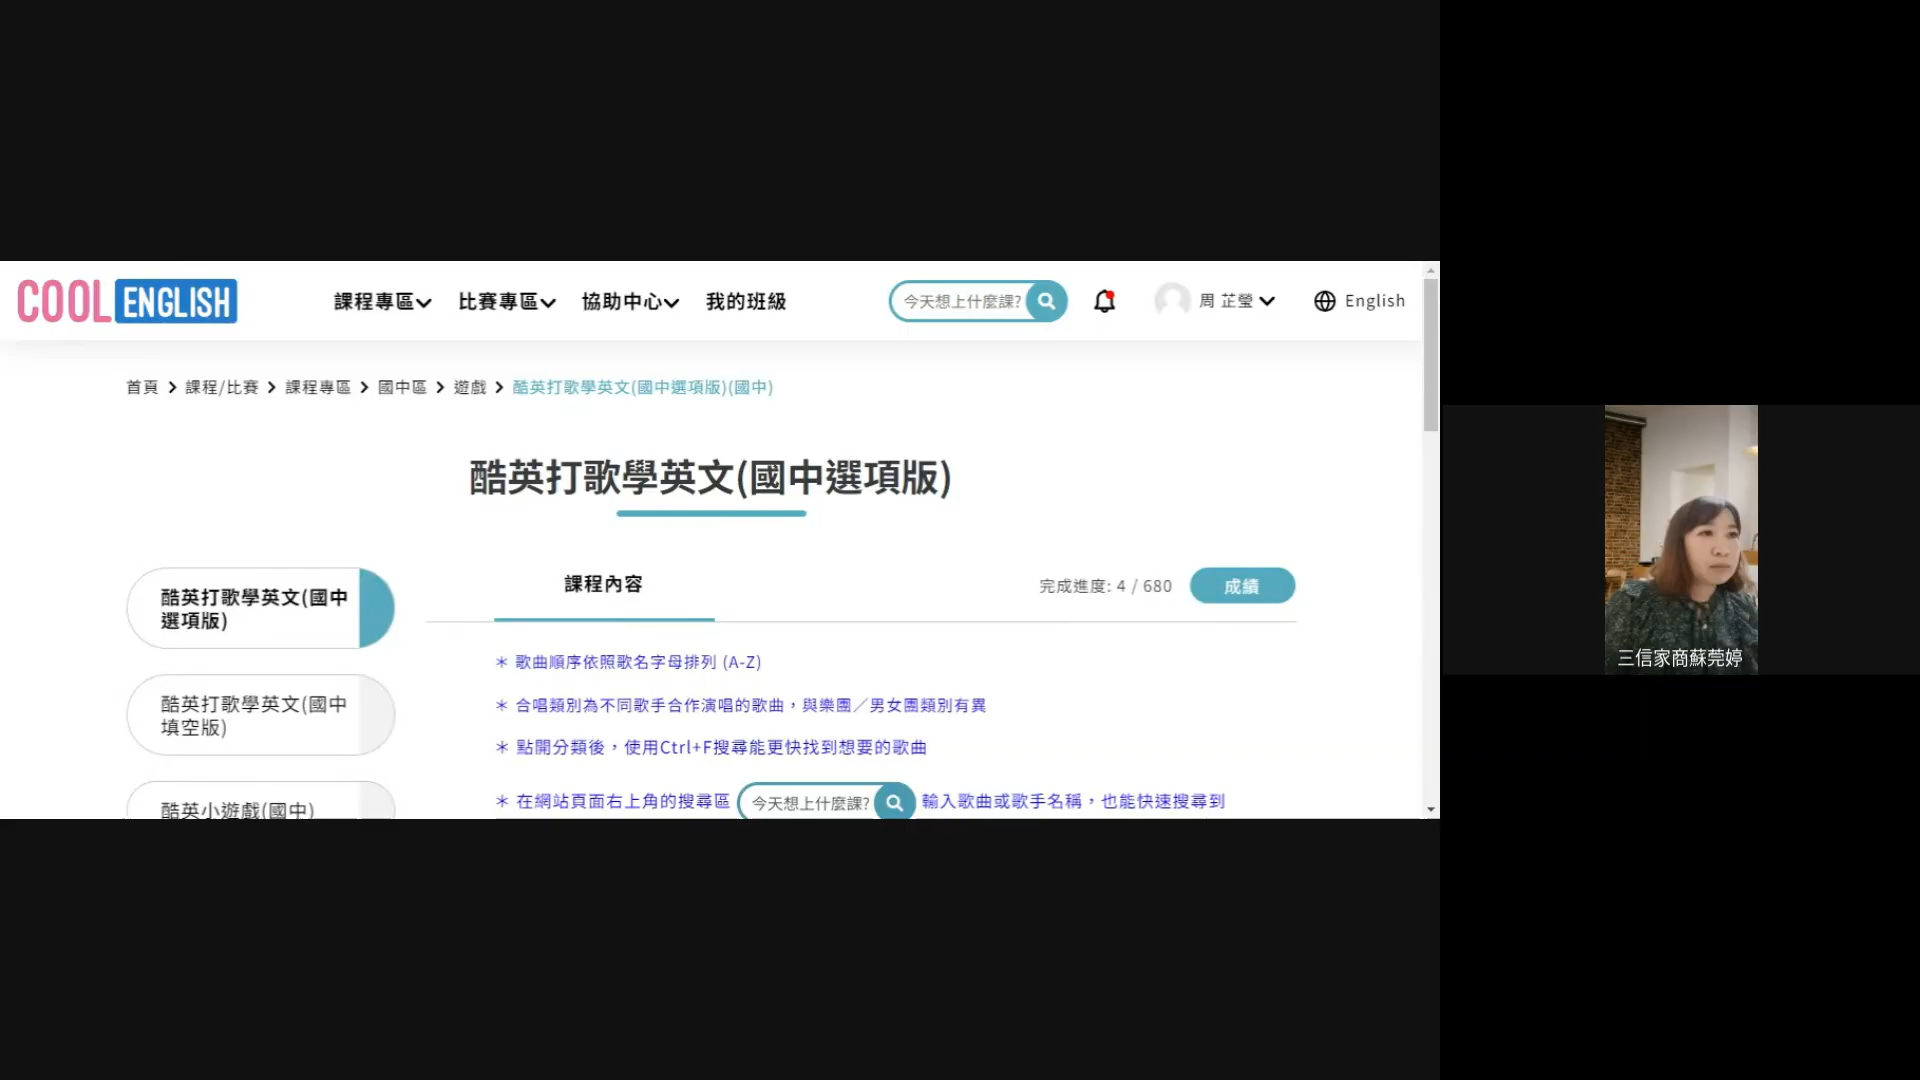 COOL ENGLISH
課程專區 比賽專區 協助中心 我的班級 今天想上什麼課? 周 芷瑩 English
首頁 課程/比賽 課程專區 國中區 遊戲 酷英打歌學英文(國中選項版)(國中)
酷英打歌學英文(國中選項版)
酷英打歌學英文(國中
選項版)
酷英打歌學英文(國中
填空版)
酷英小遊戲(國中)
課程內容
完成進度: 4 / 680 成績
＊ 歌曲順序依照歌名字母排列 (A-Z)
＊ 合唱類別為不同歌手合作演唱的歌曲，與樂團／男女團類別有異
＊ 點開分類後，使用Ctrl+F搜尋能更快找到想要的歌曲
＊ 在網站頁面右上角的搜尋區 今天想上什麼課? 輸入歌曲或歌手名稱，也能快速搜尋到
三信家商蘇莞婷